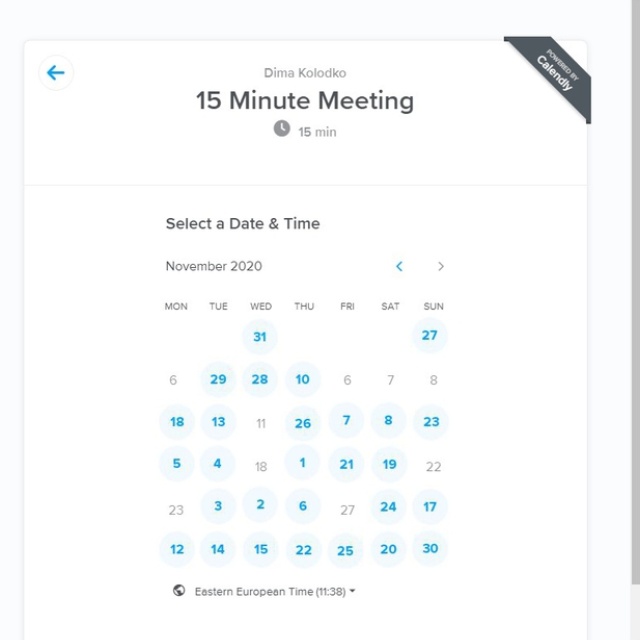 POWERED BY
Calendly
Dima Kolodko
15 Minute Meeting
15 min
Select a Date & Time
November 2020
MON TUE WED THU FRI SAT SUN
31 27
6 29 28 10 6 7 8
18 13 11 26 7 8 23
5 4 18 1 21 19 22
23 3 2 6 27 24 17
12 14 15 22 25 20 30
Eastern European Time (11:38)